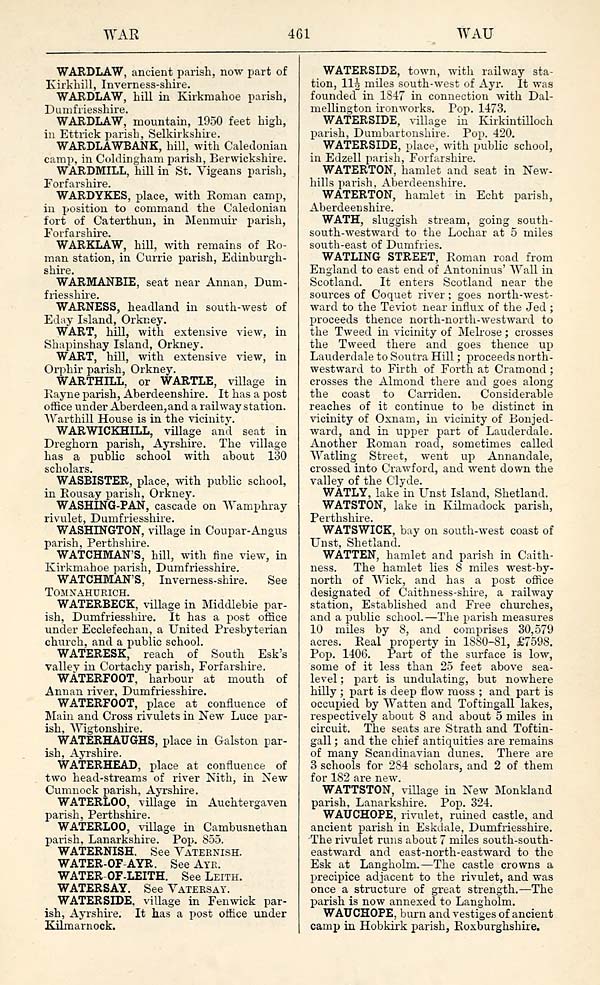 WAR 461 WAU
WARDLAW, ancient parish, now part of
Kirkhill, Inverness-shire.
WARDLAW, hill in Kirkmahoe parish,
Dumfriesshire.
WARDLAW, mountain, 1950 feet high,
in Ettrick parish, Selkirkshire.
WARDLAWBANK, hill, with Caledonian
camp, in Coldingham parish, Berwickshire.
WARDMILL, hill in St. Vigeans parish,
Forfarshire.
WARDYKES, place, with Roman camp,
in position to command the Caledonian
fort of Caterthun, in Menmuir parish,
Forfarshire.
WARKLAW, hill, with remains of Ro-
man station, in Currie parish, Edinburgh-
shire.
WARMANBIE, seat near Annan, Dum-
friesshire.
WARNESS, headland in south-west of
Eday Island, Orkney.
WART, hill, with extensive view, in
Shapinshay Island, Orkney.
WART, hill, with extensive view, in
Orphir parish, Orkney.
WARTHILL, or WARTLE, village in
Rayne parish, Aberdeenshire. It has a post
office under Aberdeen, and a railway station.
Warthill House is in the vicinity.
WARWICKHILL, village and seat in
Dreghorn parish, Ayrshire. The village
has a public school with about 130
scholars.
WASBISTER, place, with public school,
in Rousay parish, Orkney.
WASHING-PAN, cascade on Wamphray
rivulet, Dumfriesshire.
WASHINGTON, village in Coupar-Angus
parish, Perthshire.
WATCHMAN'S, hill, with fine view, in
Kirkmahoe parish, Dumfriesshire.
WATCHMAN'S, Inverness-shire. See
TOMNAHURICH.
WATERBECK, village in Middlebie par-
ish, Dumfriesshire. It has a post office
under Ecclefechan, a United Presbyterian
church, and a public school.
WATERESK, reach of South Esk's
valley in Cortachy parish, Forfarshire.
WATERFOOT, harbour at mouth of
Annan river, Dumfriesshire.
WATERFOOT, place at confluence of
Main and Cross rivulets in New Luce par-
ish, Wigtonshire.
WATERHAUGHS, place in Galston par-
ish, Ayrshire.
WATERHEAD, place at confluence of
two head-streams of river Nith, in New
Cumnock parish, Ayrshire.
WATERLOO, village in Auchtergaven
parish, Perthshire.
WATERLOO, village in Cambusnethan
parish, Lanarkshire. Pop. 855.
WATERNISH. See VATERNISH.
WATER-OF-AYR. See AYR.
WATER-OF-LEITH. See LEITH.
WATERSAY. See VATERSAY.
WATERSIDE, village in Fenwick par-
ish, Ayrshire. It has a post office under
Kilmarnock.
WATERSIDE, town, with railway sta-
tion, 11½ miles south-west of Ayr. It was
founded in 1847 in connection with Dal-
mellington ironworks. Pop. 1473.
WATERSIDE, village in Kirkintilloch
parish, Dumbartonshire. Pop. 420.
WATERSIDE, place, with public school,
in Edzell parish, Forfarshire.
WATERTON, hamlet and seat in New-
hills parish, Aberdeenshire.
WATERTON, hamlet in Echt parish,
Aberdeenshire.
WATH, sluggish stream, going south-
south-westward to the Lochar at 5 miles
south-east of Dumfries.
WATLING STREET, Roman road from
England to east end of Antoninus' Wall in
Scotland. It enters Scotland near the
sources of Coquet river; goes north-west-
ward to the Teviot near influx of the Jed;
proceeds thence north-north-westward to
the Tweed in vicinity of Melrose; crosses
the Tweed there and goes thence up
Lauderdale to Soutra Hill; proceeds north-
westward to Firth of Forth at Cramond;
crosses the Almond there and goes along
the coast to Carriden. Considerable
reaches of it continue to be distinct in
vicinity of Oxnam, in vicinity of Bonjed-
ward, and in upper part of Lauderdale.
Another Roman road, sometimes called
Watling Street, went up Annandale,
crossed into Crawford, and went down the
valley of the Clyde.
WATLY, lake in Unst Island, Shetland.
WATSTON, lake in Kilmadock parish,
Perthshire.
WATSWICK, bay on south-west coast of
Unst, Shetland.
WATTEN, hamlet and parish in Caith-
ness. The hamlet lies 8 miles west-by-
north of Wick, and has a post office
designated of Caithness-shire, a railway
station, Established and Free churches,
and a public school.—The parish measures
10 miles by 8, and comprises 30,579
acres. Real property in 1880-81, £7598.
Pop. 1406. Part of the surface is low,
some of it less than 25 feet above sea-
level; part is undulating, but nowhere
hilly; part is deep flow moss; and part is
occupied by Watten and Toftingall lakes,
respectively about 8 and about 5 miles in
circuit. The seats are Strath and Toftin-
gall; and the chief antiquities are remains
of many Scandinavian dunes. There are
3 schools for 284 scholars, and 2 of them
for 182 are new.
WATTSTON, village in New Monkland
parish, Lanarkshire. Pop. 324.
WAUCHOPE, rivulet, ruined castle, and
ancient parish in Eskdale, Dumfriesshire.
The rivulet runs about 7 miles south-south-
eastward and east-north-eastward to the
Esk at Langholm.—The castle crowns a
precipice adjacent to the rivulet, and was
once a structure of great strength.—The
parish is now annexed to Langholm.
WAUCHOPE, burn and vestiges of ancient
camp in Hobkirk parish, Roxburghshire.